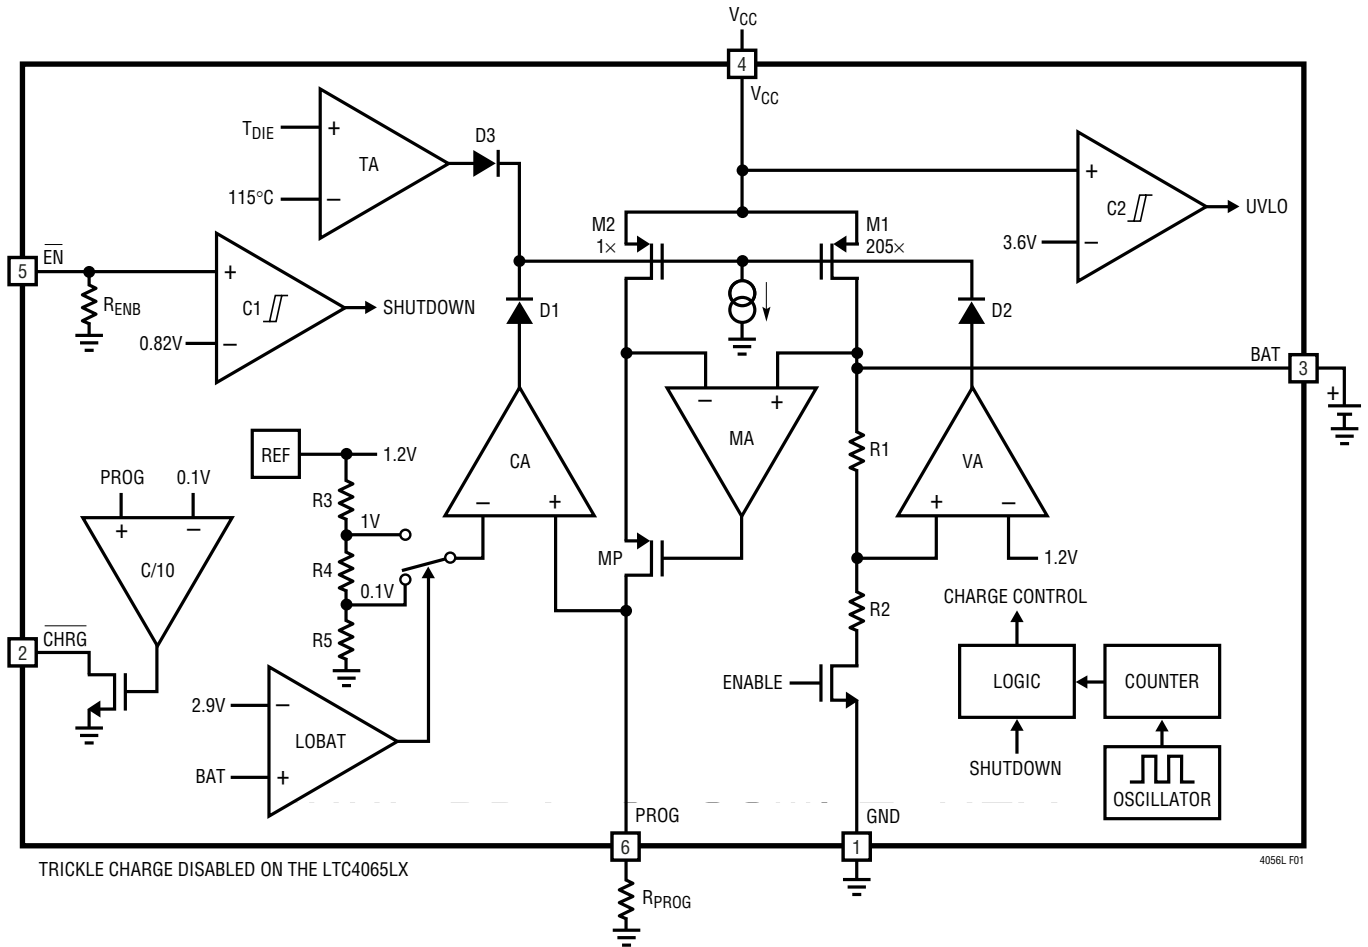 VCC
4
VCC
TDIE
+
TA
115°C
−
D3
M2
1×
M1
205×
+
C2
UVLO
3.6V
−
5
EN
RENB
+
C1
SHUTDOWN
0.82V
−
D1
D2
BAT
3
+
REF
1.2V
R3
1V
R4
0.1V
R5
CA
−
+
−
+
MA
R1
VA
+
−
1.2V
PROG
0.1V
+
−
C/10
MP
R2
2
CHRG
2.9V
−
LOBAT
BAT
+
ENABLE
CHARGE CONTROL
LOGIC
COUNTER
SHUTDOWN
OSCILLATOR
PROG
6
RPROG
GND
1
TRICKLE CHARGE DISABLED ON THE LTC4065LX
4056L F01